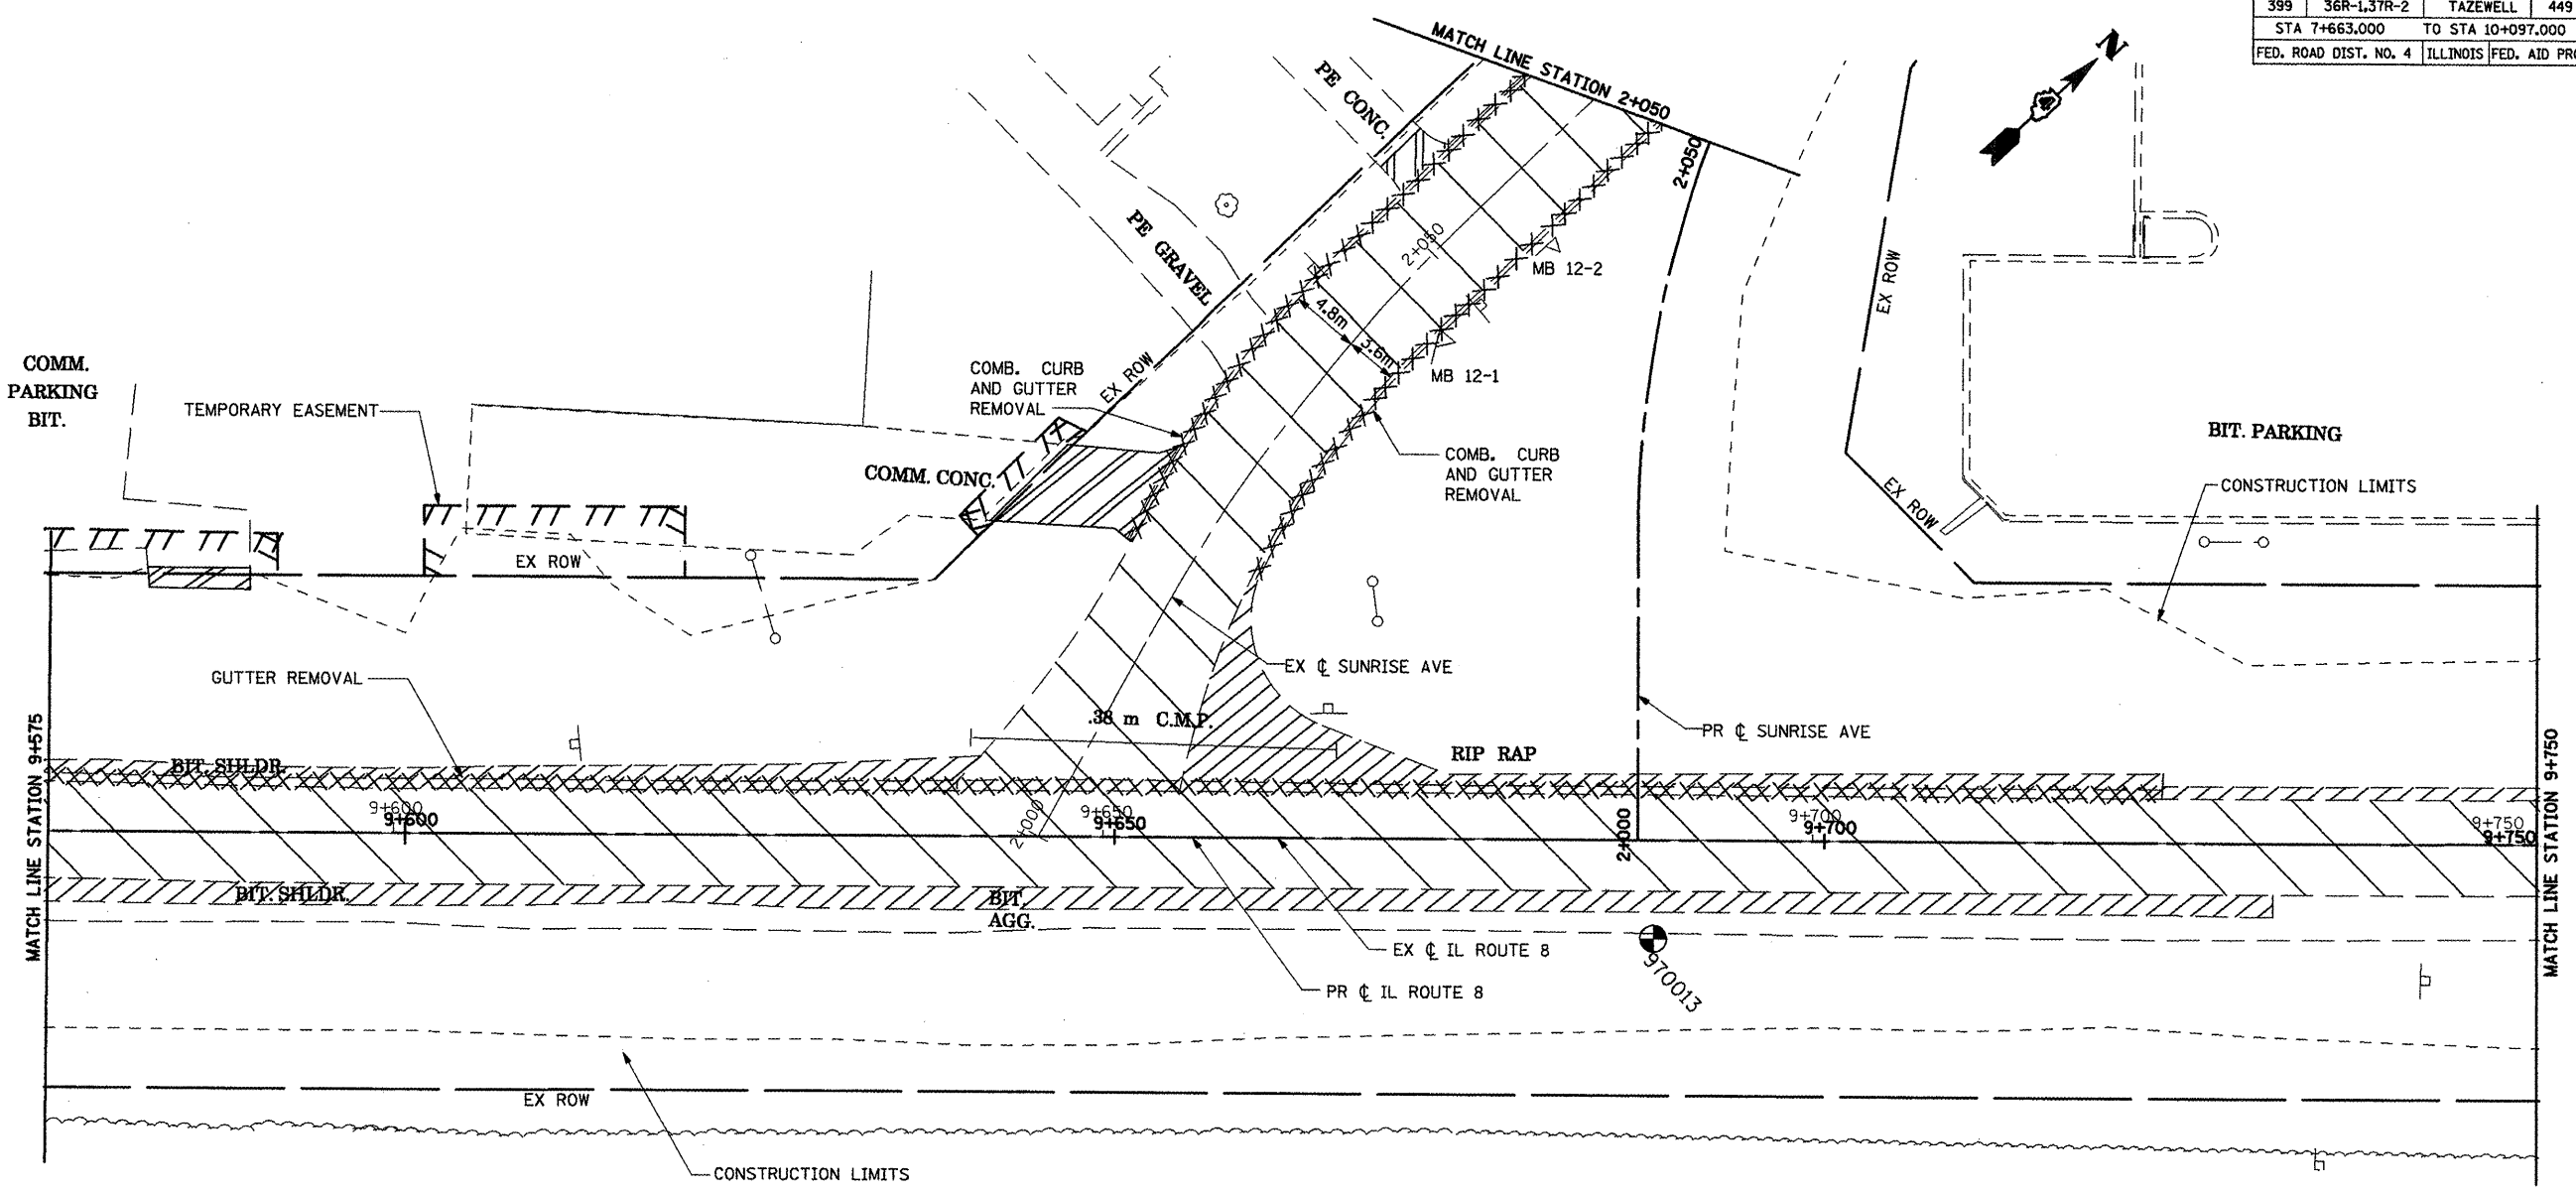 399 36R-1,37R-2 TAZEWELL 449
STA 7+663.000 TO STA 10+097.000
FED. ROAD DIST. NO. 4 ILLINOIS FED. AID PRO
MATCH LINE STATION 2+050
N
PE CONC.
2+050
2+050
PE GRAVEL
MB 12-2
EX ROW
4.8m
3.6m
MB 12-1
COMM.
PARKING
BIT.
TEMPORARY EASEMENT
COMB. CURB
AND GUTTER
REMOVAL
EX ROW
COMM. CONC.
COMB. CURB
AND GUTTER
REMOVAL
BIT. PARKING
CONSTRUCTION LIMITS
EX ROW
EX ROW
GUTTER REMOVAL
EX ℄ SUNRISE AVE
.38 m C.M.P.
PR ℄ SUNRISE AVE
RIP RAP
MATCH LINE STATION 9+575
BIT. SHLDR.
9+600
9+600
2+000
9+650
9+650
2+000
9+700
9+700
9+750
9+750
MATCH LINE STATION 9+750
BIT. SHLDR.
BIT.
AGG.
EX ℄ IL ROUTE 8
PR ℄ IL ROUTE 8
970013
EX ROW
CONSTRUCTION LIMITS